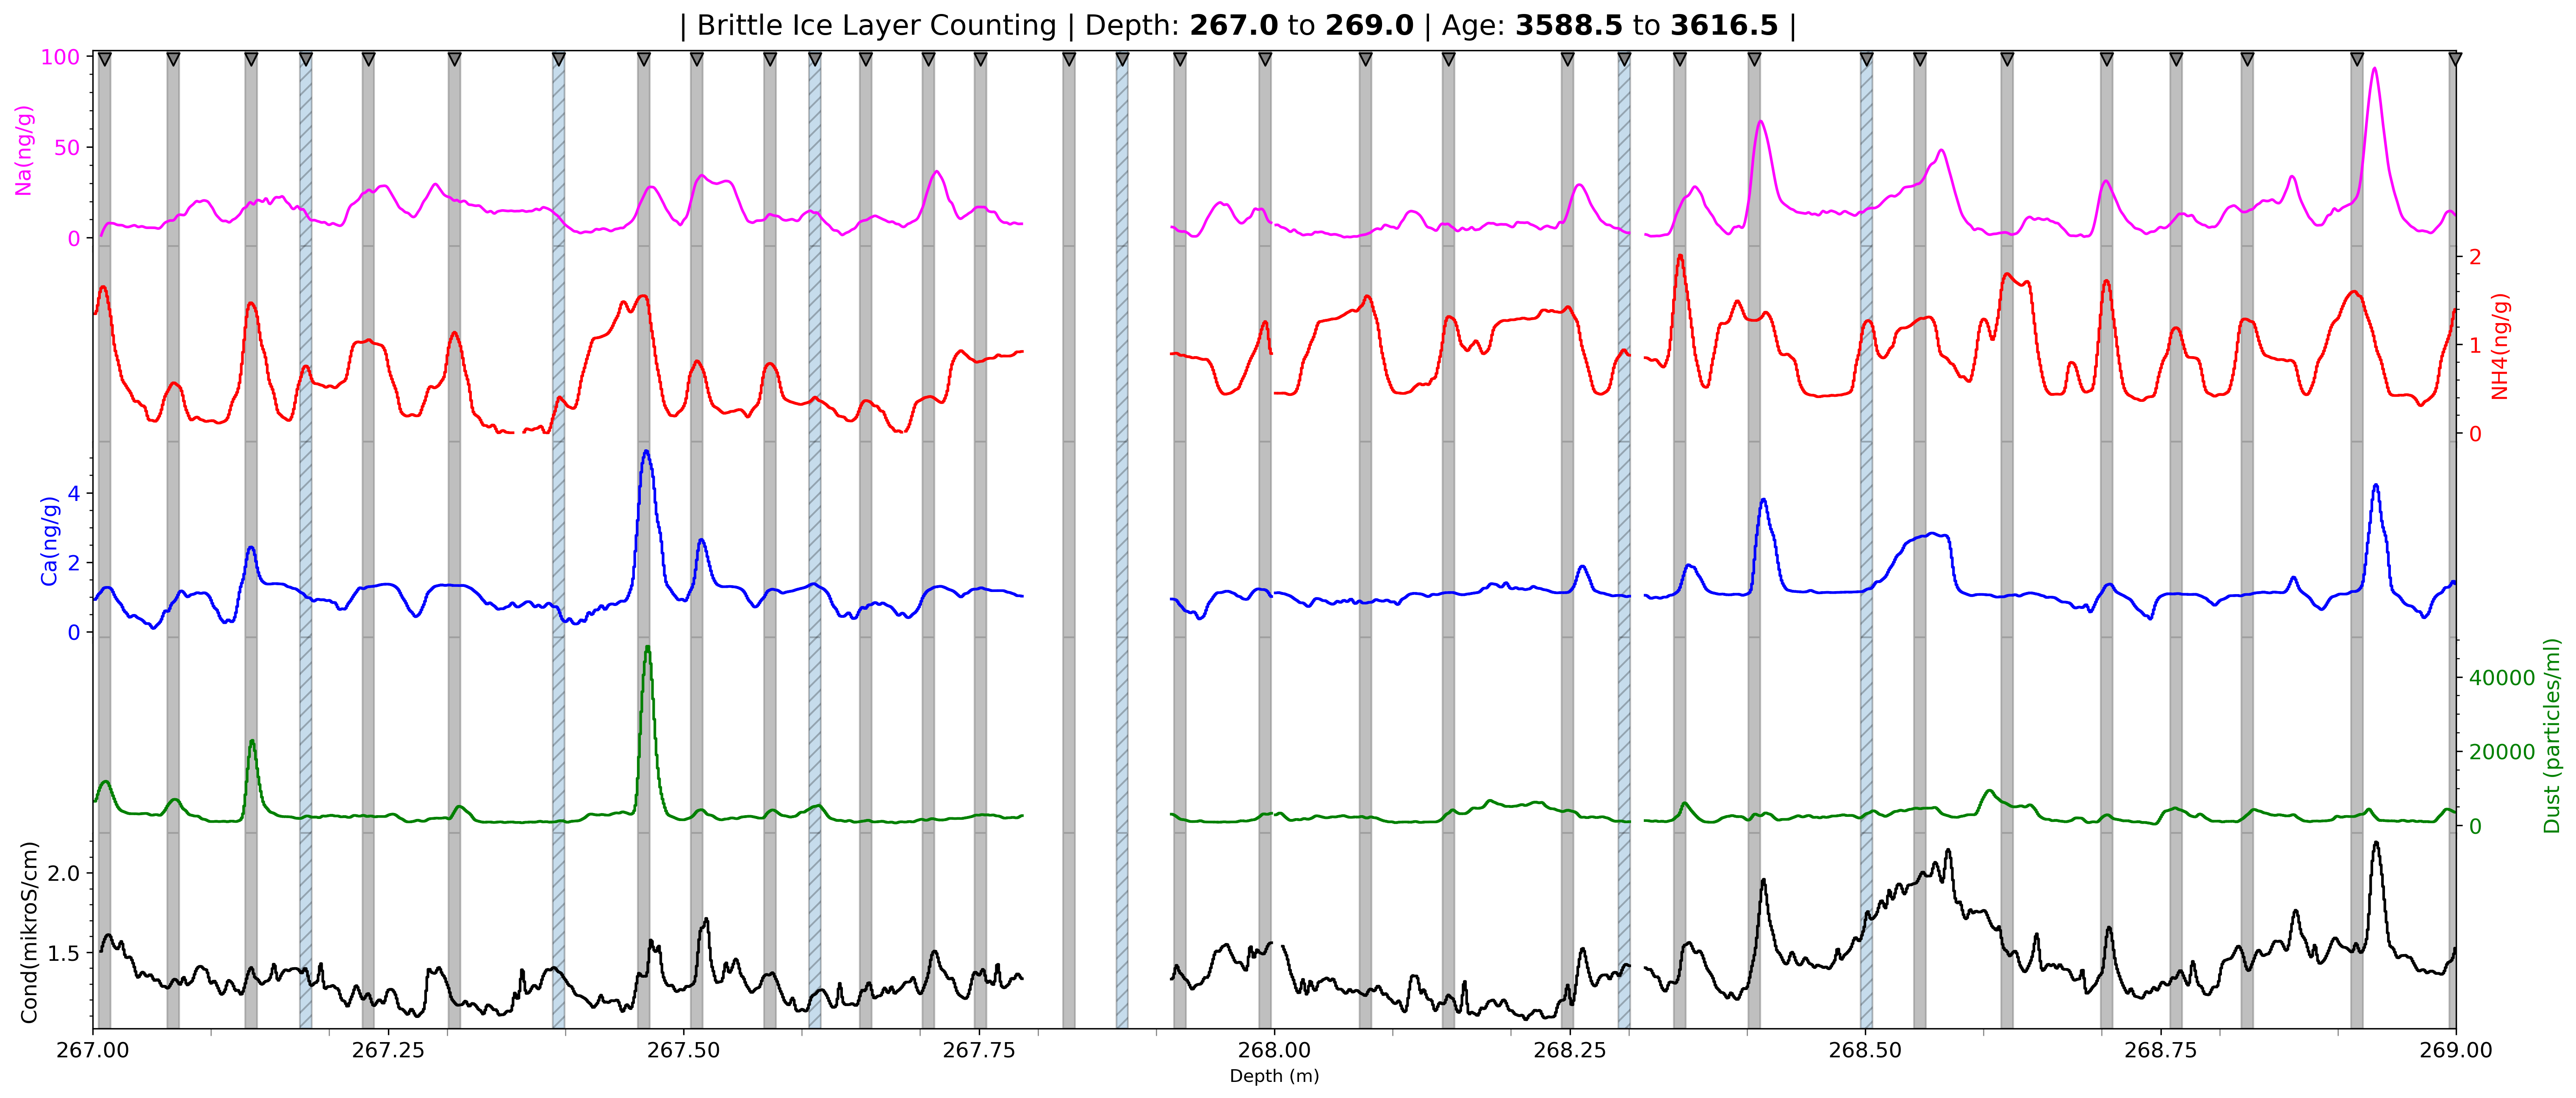 | Brittle Ice Layer Counting | Depth: 267.0 to 269.0 | Age: 3588.5 to 3616.5 |
100
50
0
Na(ng/g)
2
1
0
NH4(ng/g)
4
2
0
Ca(ng/g)
40000
20000
0
Dust (particles/ml)
2.0
1.5
Cond(mikroS/cm)
267.00 267.25 267.50 267.75 268.00 268.25 268.50 268.75 269.00
Depth (m)